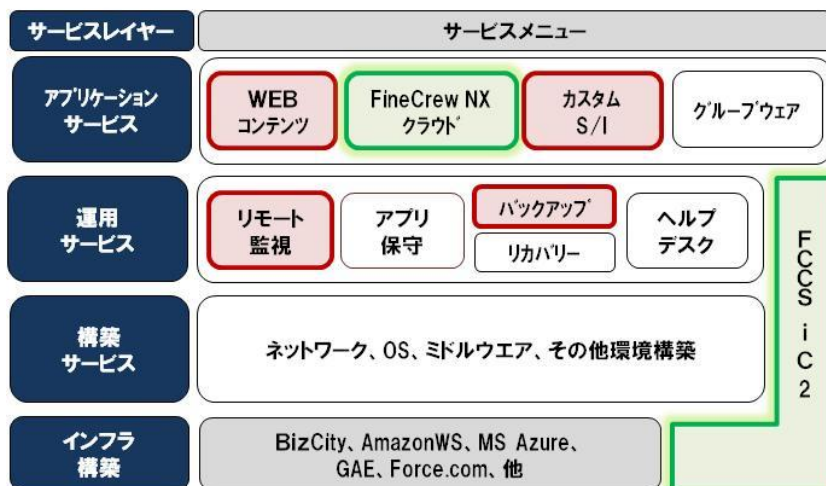 サービスレイヤー
サービスメニュー
アプリケーション
サービス
WEB
コンテンツ
FineCrew NX
クラウド
カスタム
S/I
グループウェア
運用
サービス
リモート
監視
アプリ
保守
バックアップ
リカバリー
ヘルプ
デスク
構築
サービス
ネットワーク、OS、ミドルウエア、その他環境構築
インフラ
構築
BizCity、AmazonWS、MS Azure、
GAE、Force.com、他
FCCS iC2